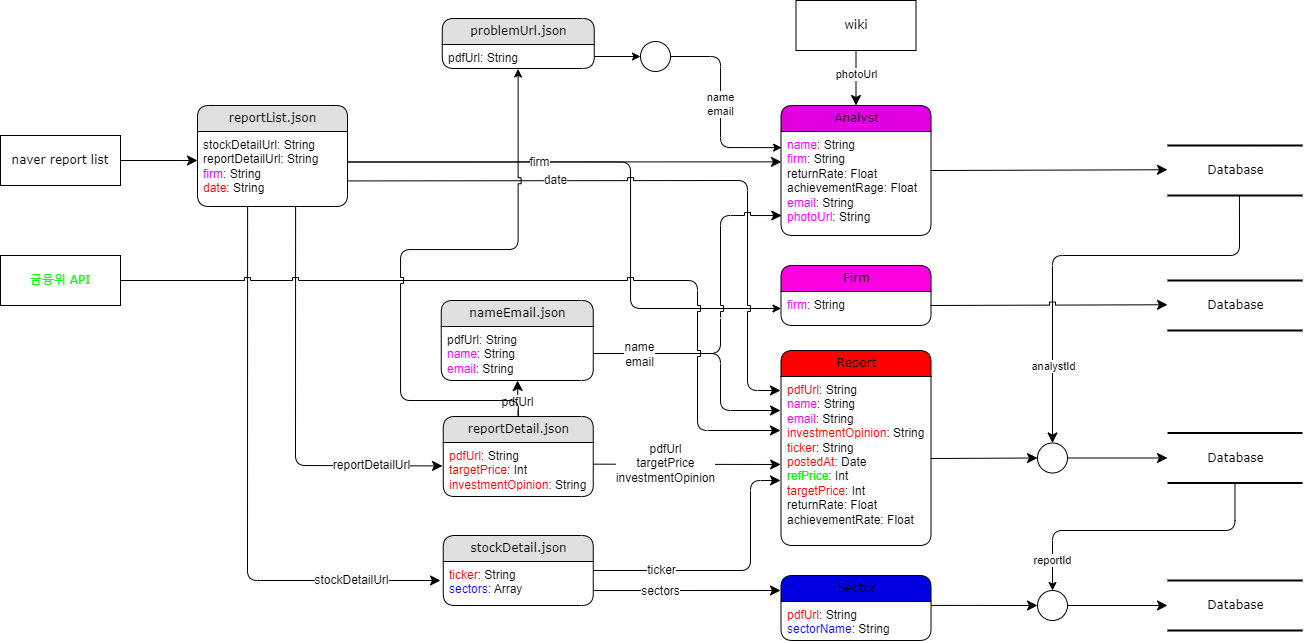 problemUrl.json
pdfUrl: String
wiki
photoUrl
name
email
reportList.json
stockDetailUrl: String
reportDetailUrl: String
firm: String
date: String
naver report list
firm
date
Analyst
name: String
firm: String
returnRate: Float
achievementRage: Float
email: String
photoUrl: String
Database
금융위 API
Firm
firm: String
Database
nameEmail.json
pdfUrl: String
name: String
email: String
name
email
pdfUrl
analystId
Report
pdfUrl: String
name: String
email: String
investmentOpinion: String
ticker: String
postedAt: Date
refPrice: Int
targetPrice: Int
returnRate: Float
achievementRate: Float
Database
reportDetail.json
pdfUrl: String
targetPrice: Int
investmentOpinion: String
reportDetailUrl
pdfUrl
targetPrice
investmentOpinion
stockDetail.json
ticker: String
sectors: Array
stockDetailUrl
ticker
sectors
reportId
Sector
pdfUrl: String
sectorName: String
Database